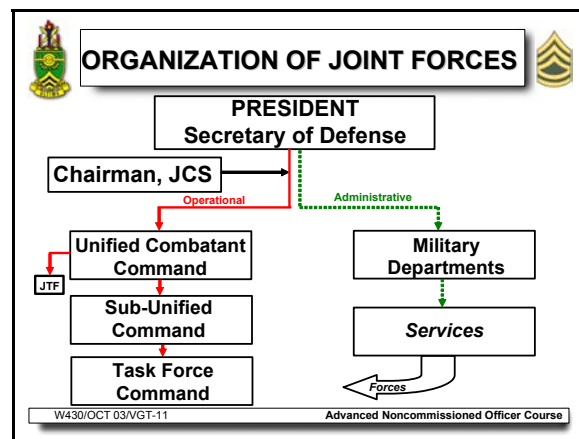 ORGANIZATION OF JOINT FORCES
PRESIDENT
Secretary of Defense
Chairman, JCS
Operational
Administrative
Unified Combatant
Command
Military
Departments
JTF
Sub-Unified
Command
Services
Task Force
Command
Forces
W430/OCT 03/VGT-11
Advanced Noncommissioned Officer Course